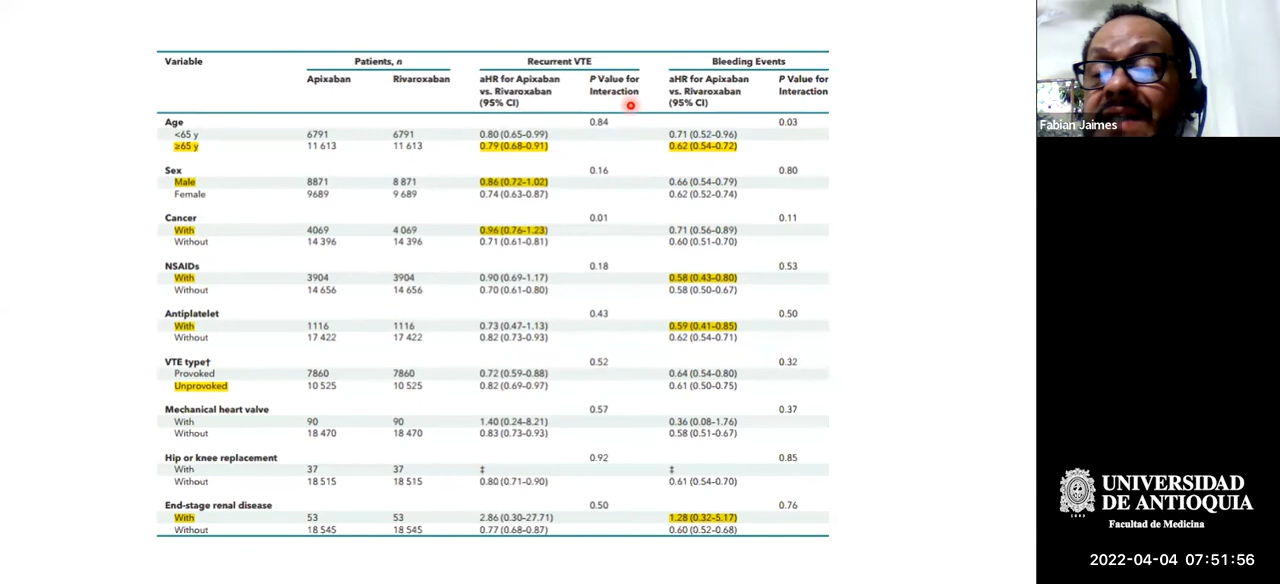 Variable Patients, n Recurrent VTE Bleeding Events
Apixaban Rivaroxaban aHR for Apixaban P Value for aHR for Apixaban P Value for
vs. Rivaroxaban Interaction vs. Rivaroxaban Interaction
(95% CI) (95% CI)
Age 0.84 0.03
<65 y 6791 6791 0.80 (0.65–0.99) 0.71 (0.52–0.96)
≥65 y 11 613 11 613 0.79 (0.68–0.91) 0.62 (0.54–0.72)
Sex 0.16 0.80
Male 8871 8 871 0.86 (0.72–1.02) 0.66 (0.54–0.79)
Female 9689 9 689 0.74 (0.63–0.87) 0.62 (0.52–0.74)
Cancer 0.01 0.11
With 4069 4 069 0.96 (0.76–1.23) 0.71 (0.56–0.89)
Without 14 396 14 396 0.71 (0.61–0.81) 0.60 (0.51–0.70)
NSAIDs 0.18 0.53
With 3904 3904 0.90 (0.69–1.17) 0.58 (0.43–0.80)
Without 14 656 14 656 0.70 (0.61–0.80) 0.58 (0.50–0.67)
Antiplatelet 0.43 0.50
With 1116 1116 0.73 (0.47–1.13) 0.59 (0.41–0.85)
Without 17 422 17 422 0.82 (0.73–0.93) 0.62 (0.54–0.71)
VTE type† 0.52 0.32
Provoked 7860 7860 0.72 (0.59–0.88) 0.64 (0.54–0.80)
Unprovoked 10 525 10 525 0.82 (0.69–0.97) 0.61 (0.50–0.75)
Mechanical heart valve 0.57 0.37
With 90 90 1.40 (0.24–8.21) 0.36 (0.08–1.76)
Without 18 470 18 470 0.83 (0.73–0.93) 0.58 (0.51–0.67)
Hip or knee replacement 0.92 0.85
With 37 37 ‡ ‡
Without 18 515 18 515 0.80 (0.71–0.90) 0.61 (0.54–0.70)
End-stage renal disease 0.50 0.76
With 53 53 2.86 (0.30–27.71) 1.28 (0.32–5.17)
Without 18 545 18 545 0.77 (0.68–0.87) 0.60 (0.52–0.68)
Fabian Jaimes
UNIVERSIDAD
DE ANTIOQUIA
Facultad de Medicina
2022-04-04 07:51:56